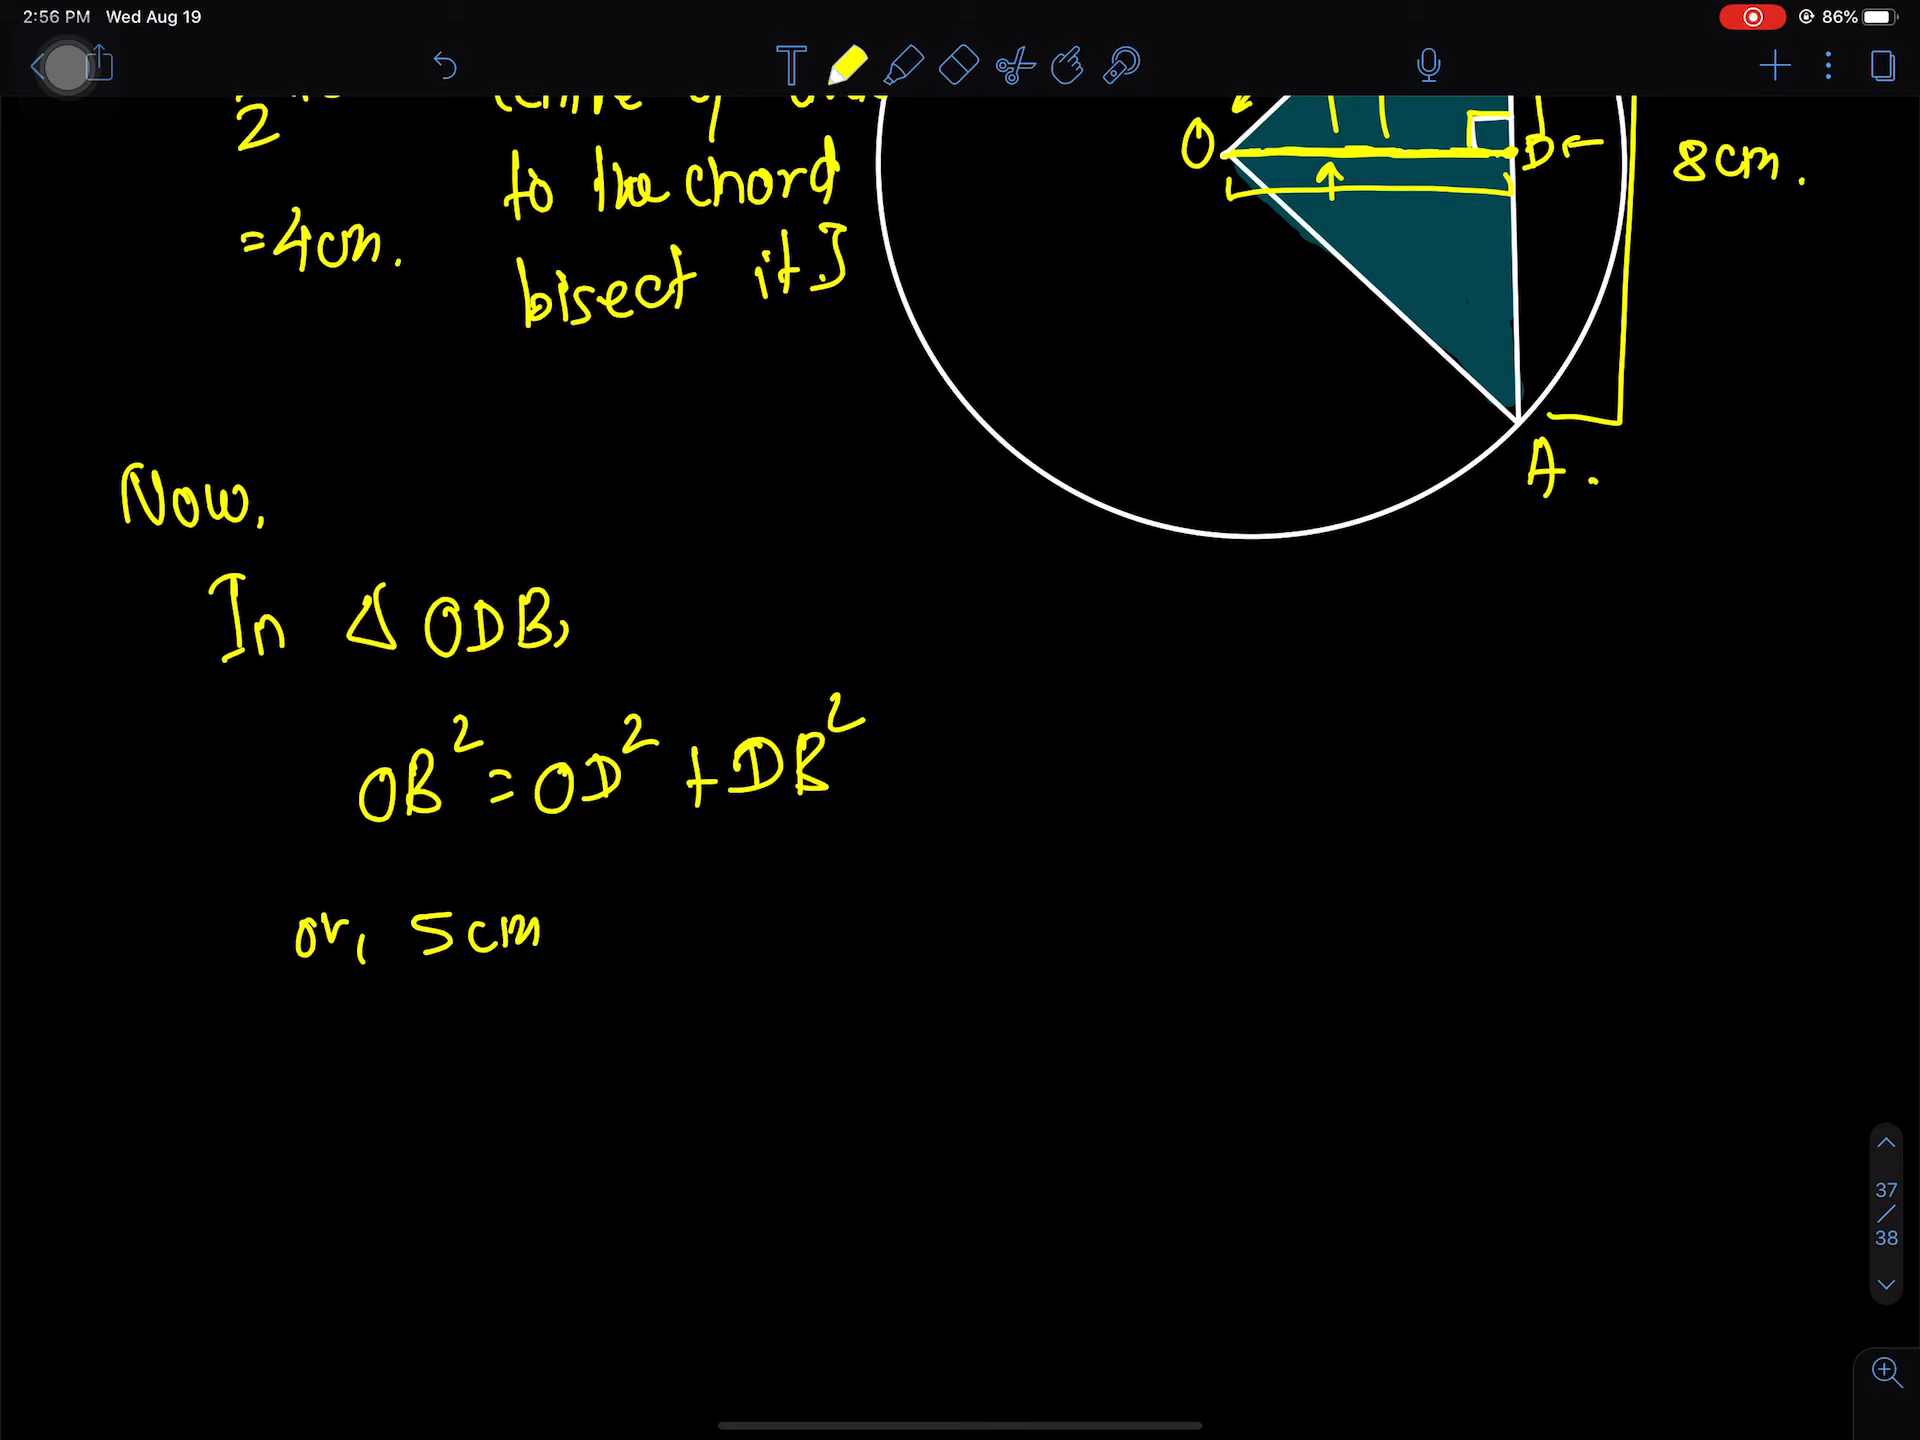 2:56 PM Wed Aug 19
86%
T
2
to the chord
= 4cm.
bisect it.]
O
D
8cm.
A.
Now,
In Δ ODB,
OB² = OD² + DB²
or, 5cm
37
/
38